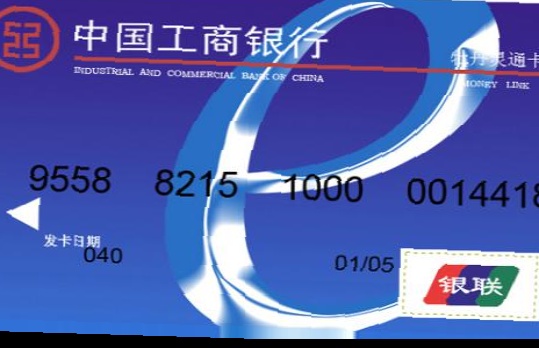 中国工商银行
INDUSTRIAL AND COMMERCIAL BANK OF CHINA
牡丹灵通卡
MONEY LINK
9558 8215 1000 0014418
发卡日期
040 01/05
银联